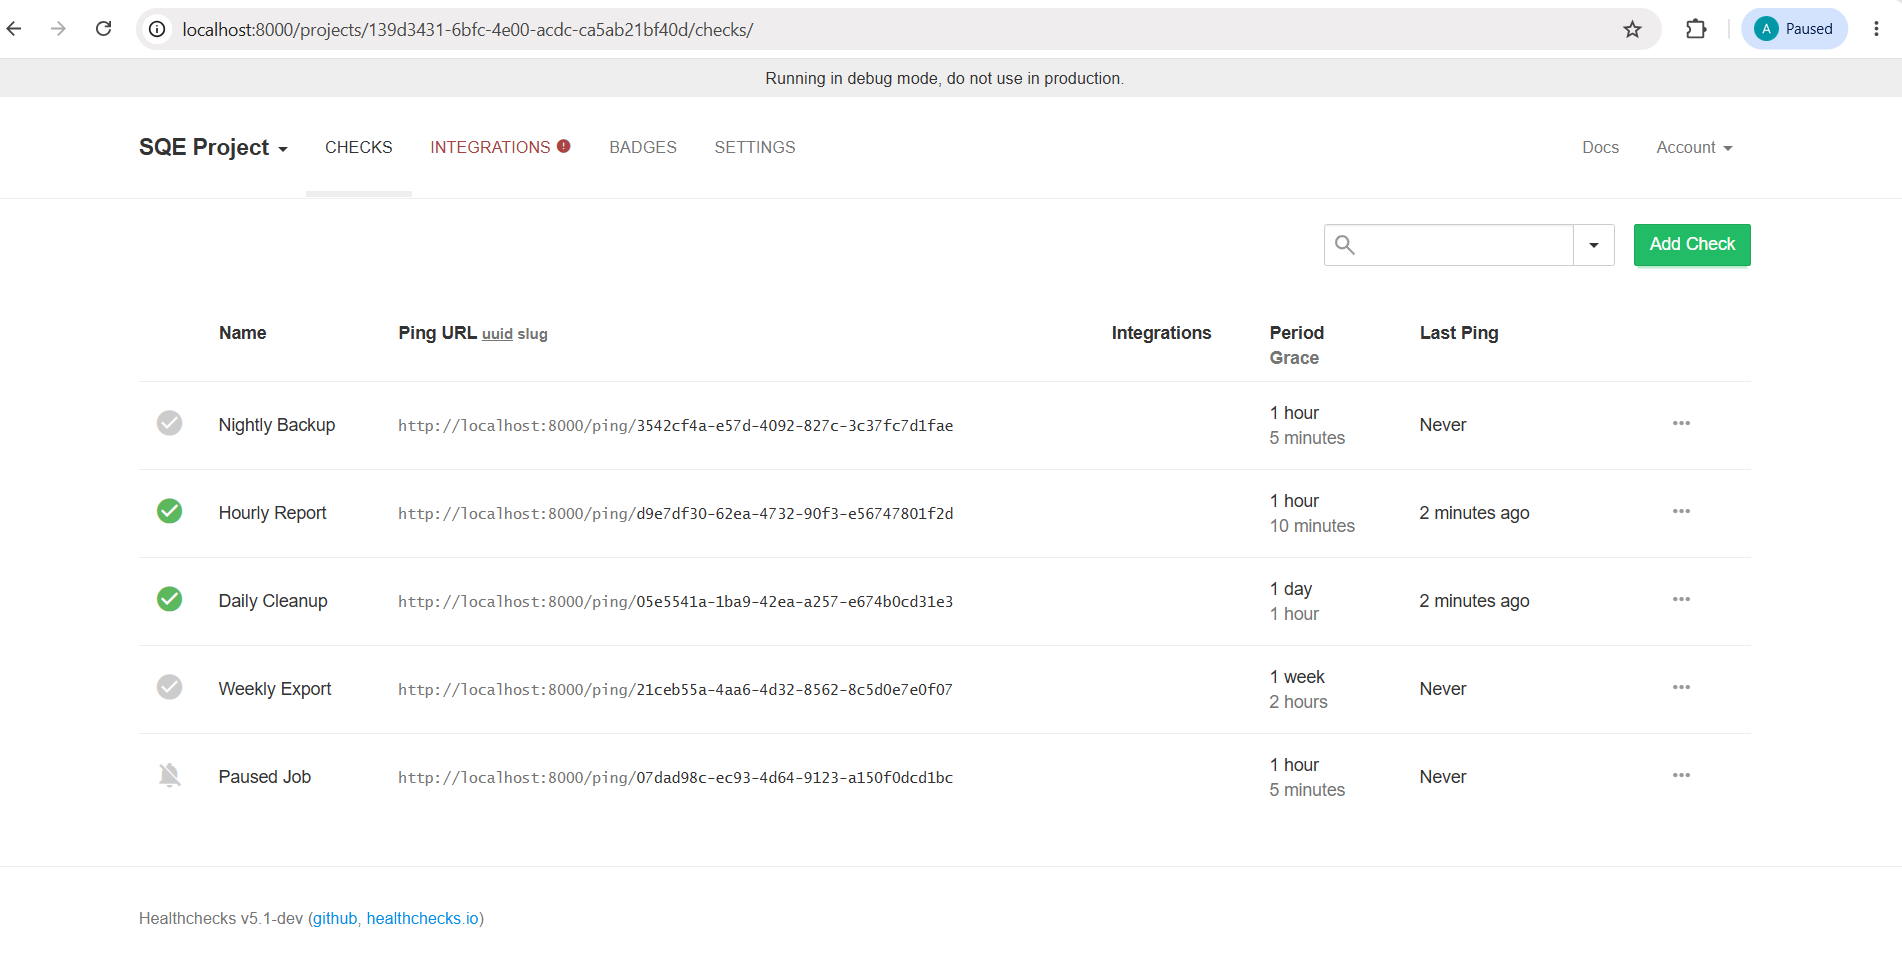 localhost:8000/projects/139d3431-6bfc-4e00-acdc-ca5ab21bf40d/checks/
A Paused
Running in debug mode, do not use in production.
SQE Project CHECKS INTEGRATIONS ! BADGES SETTINGS Docs Account
Add Check
Name Ping URL uuid slug Integrations Period Last Ping
Grace
Nightly Backup http://localhost:8000/ping/3542cf4a-e57d-4092-827c-3c37fc7d1fae 1 hour Never
5 minutes
Hourly Report http://localhost:8000/ping/d9e7df30-62ea-4732-90f3-e56747801f2d 1 hour 2 minutes ago
10 minutes
Daily Cleanup http://localhost:8000/ping/05e5541a-1ba9-42ea-a257-e674b0cd31e3 1 day 2 minutes ago
1 hour
Weekly Export http://localhost:8000/ping/21ceb55a-4aa6-4d32-8562-8c5d0e7e0f07 1 week Never
2 hours
Paused Job http://localhost:8000/ping/07dad98c-ec93-4d64-9123-a150f0dcd1bc 1 hour Never
5 minutes
Healthchecks v5.1-dev (github, healthchecks.io)